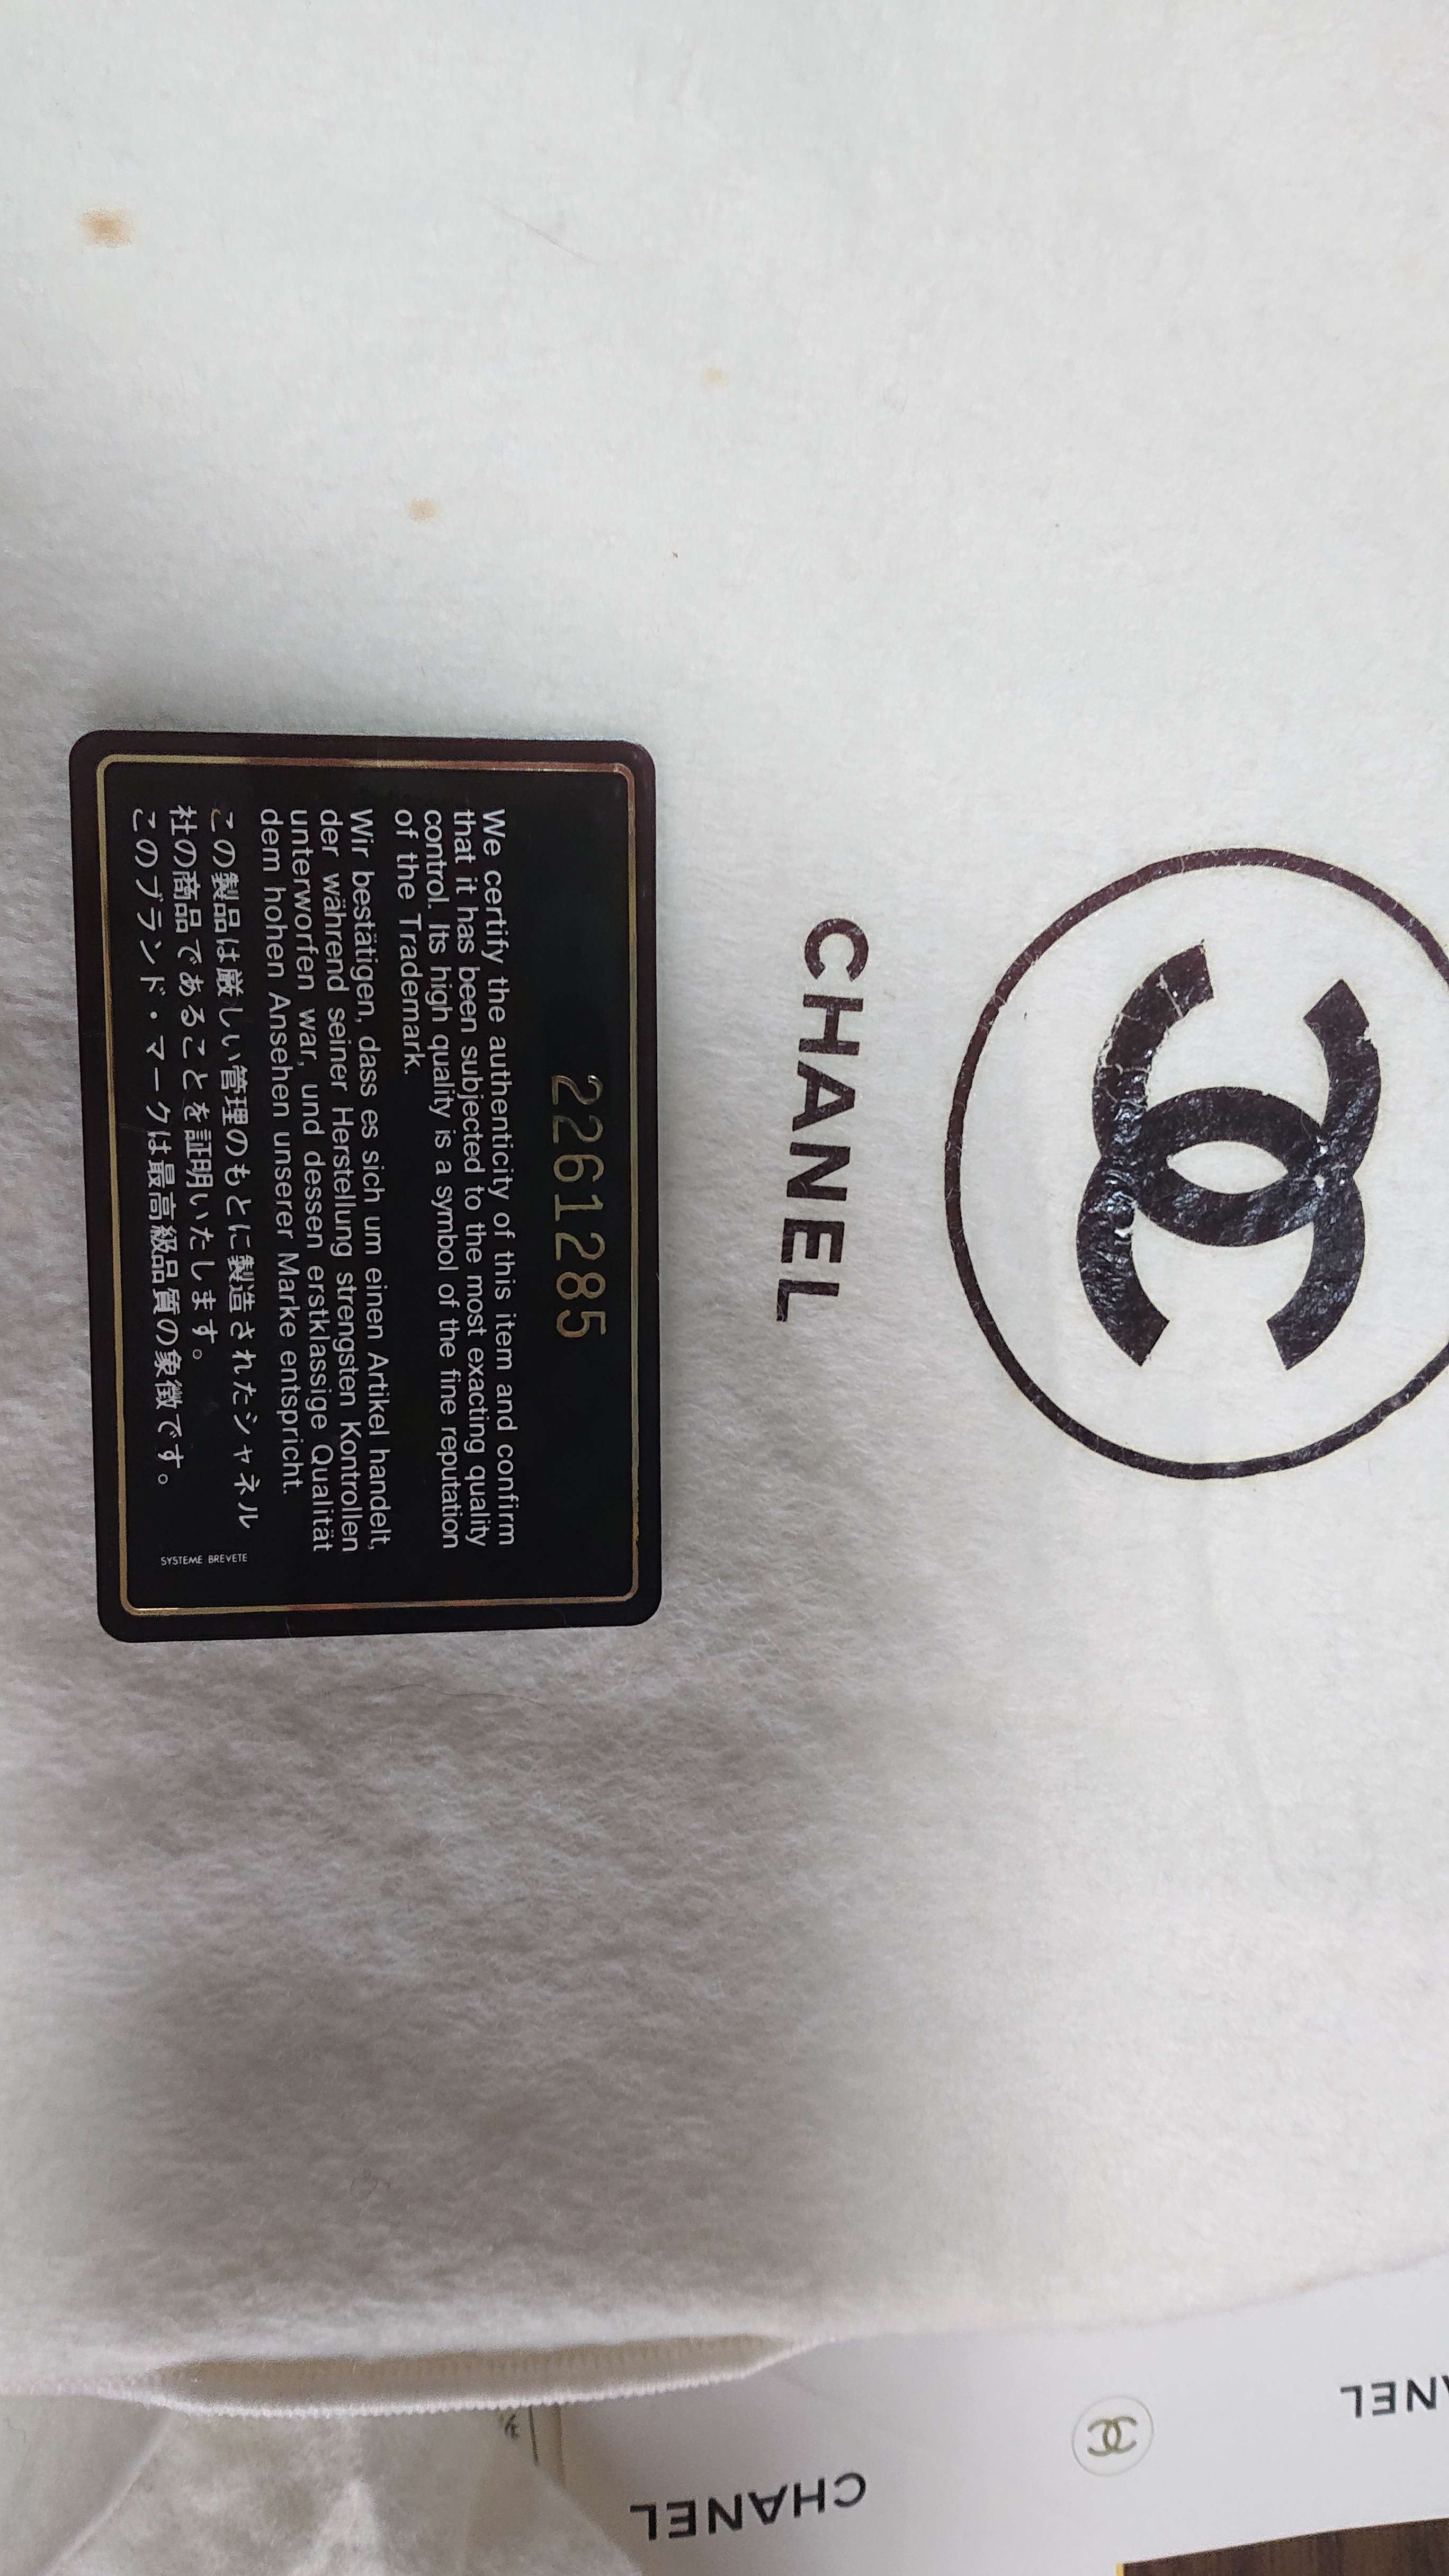 CHANEL
2261285
We certify the authenticity of this item and confirm
that it has been subjected to the most exacting quality
control. Its high quality is a symbol of the fine reputation
of the Trademark.
Wir bestätigen, dass es sich um einen Artikel handelt,
der während seiner Herstellung strengsten Kontrollen
unterworfen war, und dessen erstklassige Qualität
dem hohen Ansehen unserer Marke entspricht.
この製品は厳しい管理のもとに製造されたシャネル
社の商品であることを証明いたします。
このブランド・マークは最高級品質の象徴です。
SYSTEME BREVETE
CHANEL
ANEL